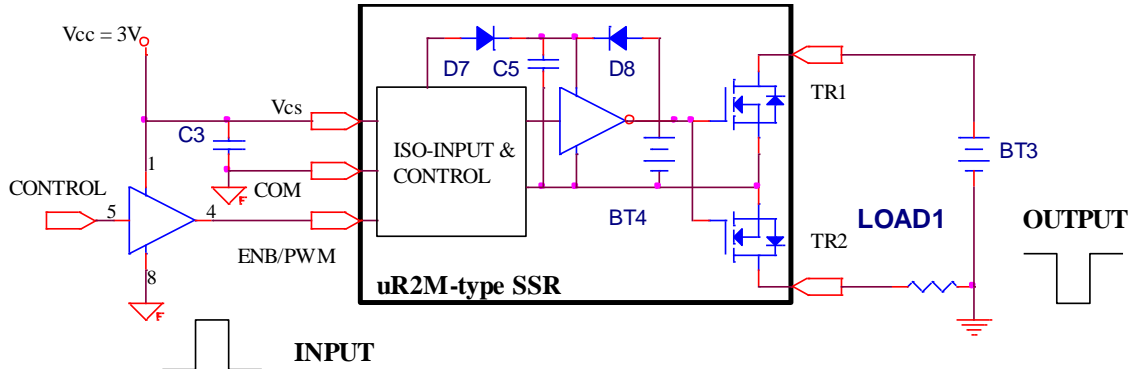 Vcc = 3V
D7
C5
D8
TR1
Vcs
C3
ISO-INPUT &
CONTROL
BT3
1
COM
CONTROL
5
4
BT4
LOAD1
OUTPUT
TR2
ENB/PWM
8
uR2M-type SSR
F
F
INPUT